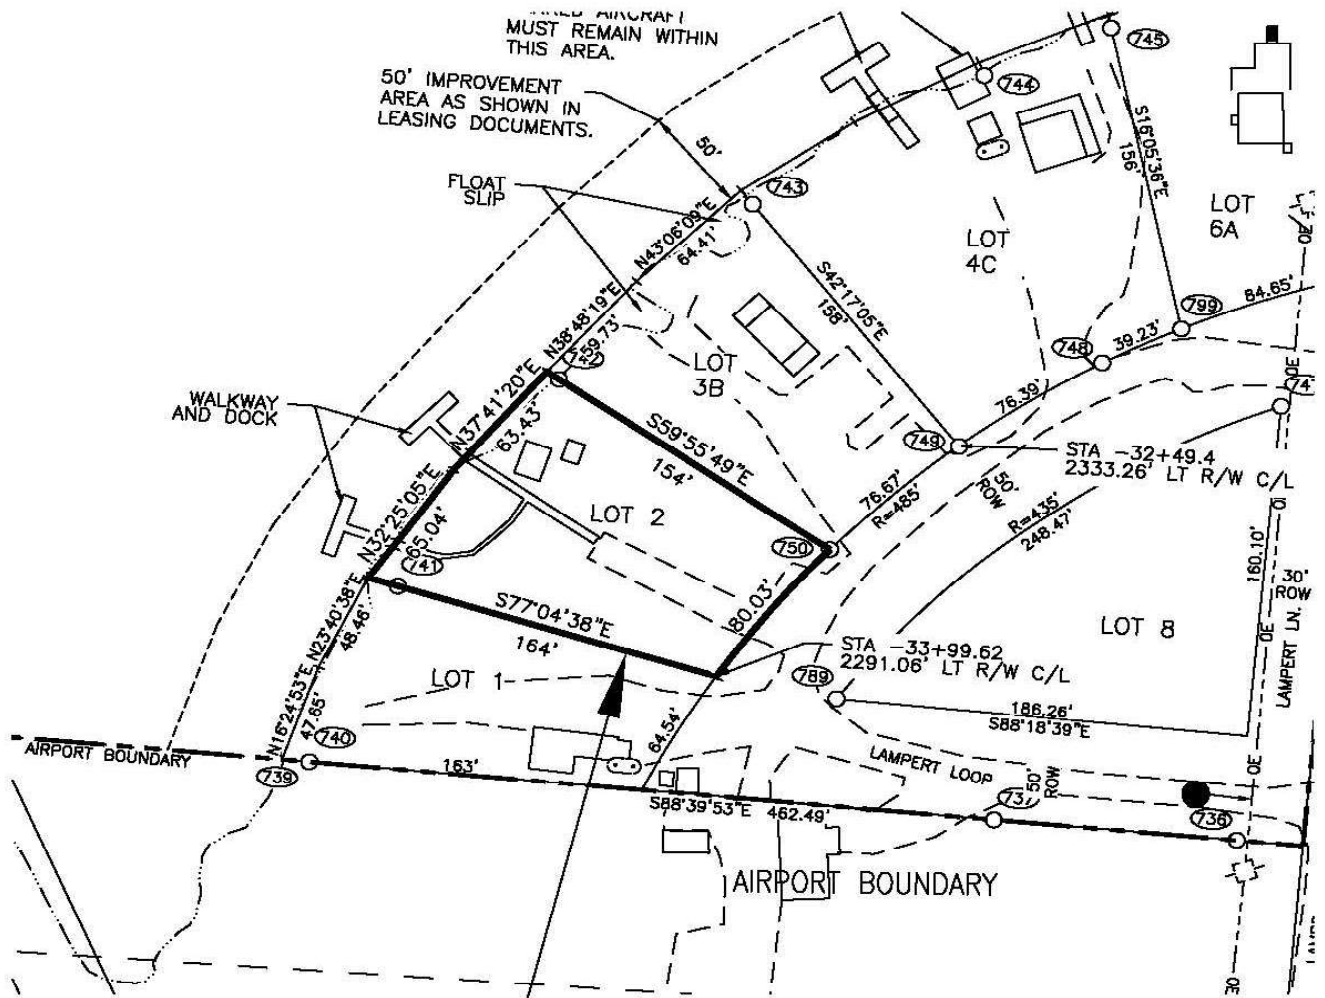 MUST REMAIN WITHIN
THIS AREA.
50' IMPROVEMENT
AREA AS SHOWN IN
LEASING DOCUMENTS.
50'
FLOAT
SLIP
745
744
743
S16°05'36"E
156'
LOT
6A
LOT
4C
N43°06'09"E
64.41'
S42°17'05"E
158'
N38°48'19"E
59.73'
799
84.65'
39.23'
748
76.39'
OE
OE
LOT
3B
WALKWAY
AND DOCK
N37°41'20"E
63.43'
S59°55'49"E
154'
749
STA -32+49.4
2333.26' LT R/W C/L
76.67'
R=485'
50'
ROW
R=435'
248.47'
N32°25'05"E
65.04'
LOT 2
750
741
160.10'
30'
ROW
LAMPERT LN.
OE
N23°40'38"E
48.46'
S77°04'38"E
164'
80.03'
LOT 8
STA -33+99.62
2291.06' LT R/W C/L
LOT 1
789
186.26'
S88°18'39"E
N16°24'53"E
47.65'
740
64.54'
AIRPORT BOUNDARY
739
163'
LAMPERT LOOP
50'
ROW
OE
S88°39'53"E 462.49'
736
AIRPORT BOUNDARY
OE